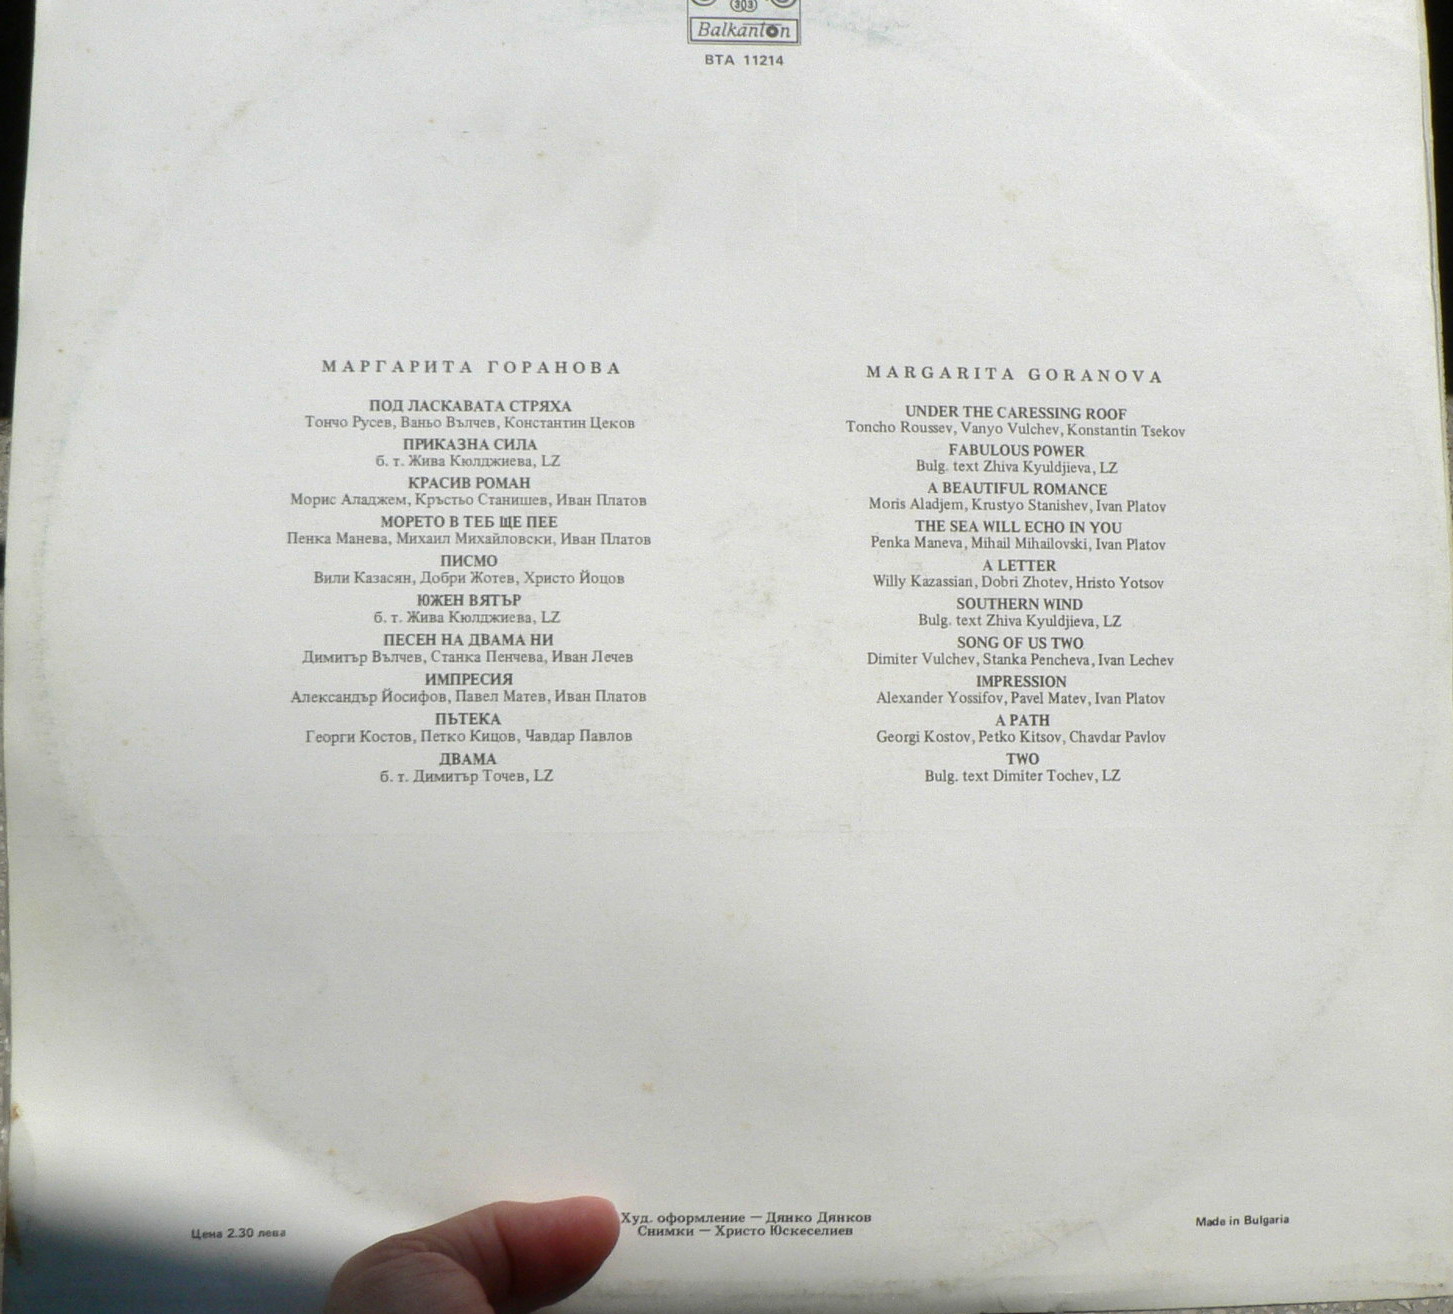 303
Balkanton
ВТА 11214
МАРГАРИТА ГОРАНОВА
ПОД ЛАСКАВАТА СТРЯХА
Тончо Русев, Ваньо Вълчев, Константин Цеков
ПРИКАЗНА СИЛА
б. т. Жива Кюлджиева, LZ
КРАСИВ РОМАН
Морис Аладжем, Кръстьо Станишев, Иван Платов
МОРЕТО В ТЕБ ЩЕ ПЕЕ
Пенка Манева, Михаил Михайловски, Иван Платов
ПИСМО
Вили Казасян, Добри Жотев, Христо Йоцов
ЮЖЕН ВЯТЪР
б. т. Жива Кюлджиева, LZ
ПЕСЕН НА ДВАМА НИ
Димитър Вълчев, Станка Пенчева, Иван Лечев
ИМПРЕСИЯ
Александър Йосифов, Павел Матев, Иван Платов
ПЪТЕКА
Георги Костов, Петко Кицов, Чавдар Павлов
ДВАМА
б. т. Димитър Точев, LZ
MARGARITA GORANOVA
UNDER THE CARESSING ROOF
Toncho Roussev, Vanyo Vulchev, Konstantin Tsekov
FABULOUS POWER
Bulg. text Zhiva Kyuldjieva, LZ
A BEAUTIFUL ROMANCE
Moris Aladjem, Krustyo Stanishev, Ivan Platov
THE SEA WILL ECHO IN YOU
Penka Maneva, Mihail Mihailovski, Ivan Platov
A LETTER
Willy Kazassian, Dobri Zhotev, Hristo Yotsov
SOUTHERN WIND
Bulg. text Zhiva Kyuldjieva, LZ
SONG OF US TWO
Dimiter Vulchev, Stanka Pencheva, Ivan Lechev
IMPRESSION
Alexander Yossifov, Pavel Matev, Ivan Platov
A PATH
Georgi Kostov, Petko Kitsov, Chavdar Pavlov
TWO
Bulg. text Dimiter Tochev, LZ
Цена 2.30 лева
Худ. оформление — Дянко Дянков
Снимки — Христо Юскеселиев
Made in Bulgaria